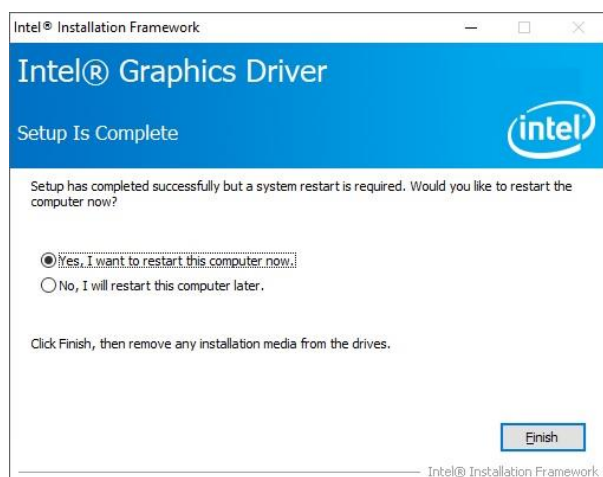 Intel® Installation Framework
Intel® Graphics Driver
Setup Is Complete
intel
Setup has completed successfully but a system restart is required. Would you like to restart the
computer now?
Yes, I want to restart this computer now.
No, I will restart this computer later.
Click Finish, then remove any installation media from the drives.
Finish
Intel® Installation Framework